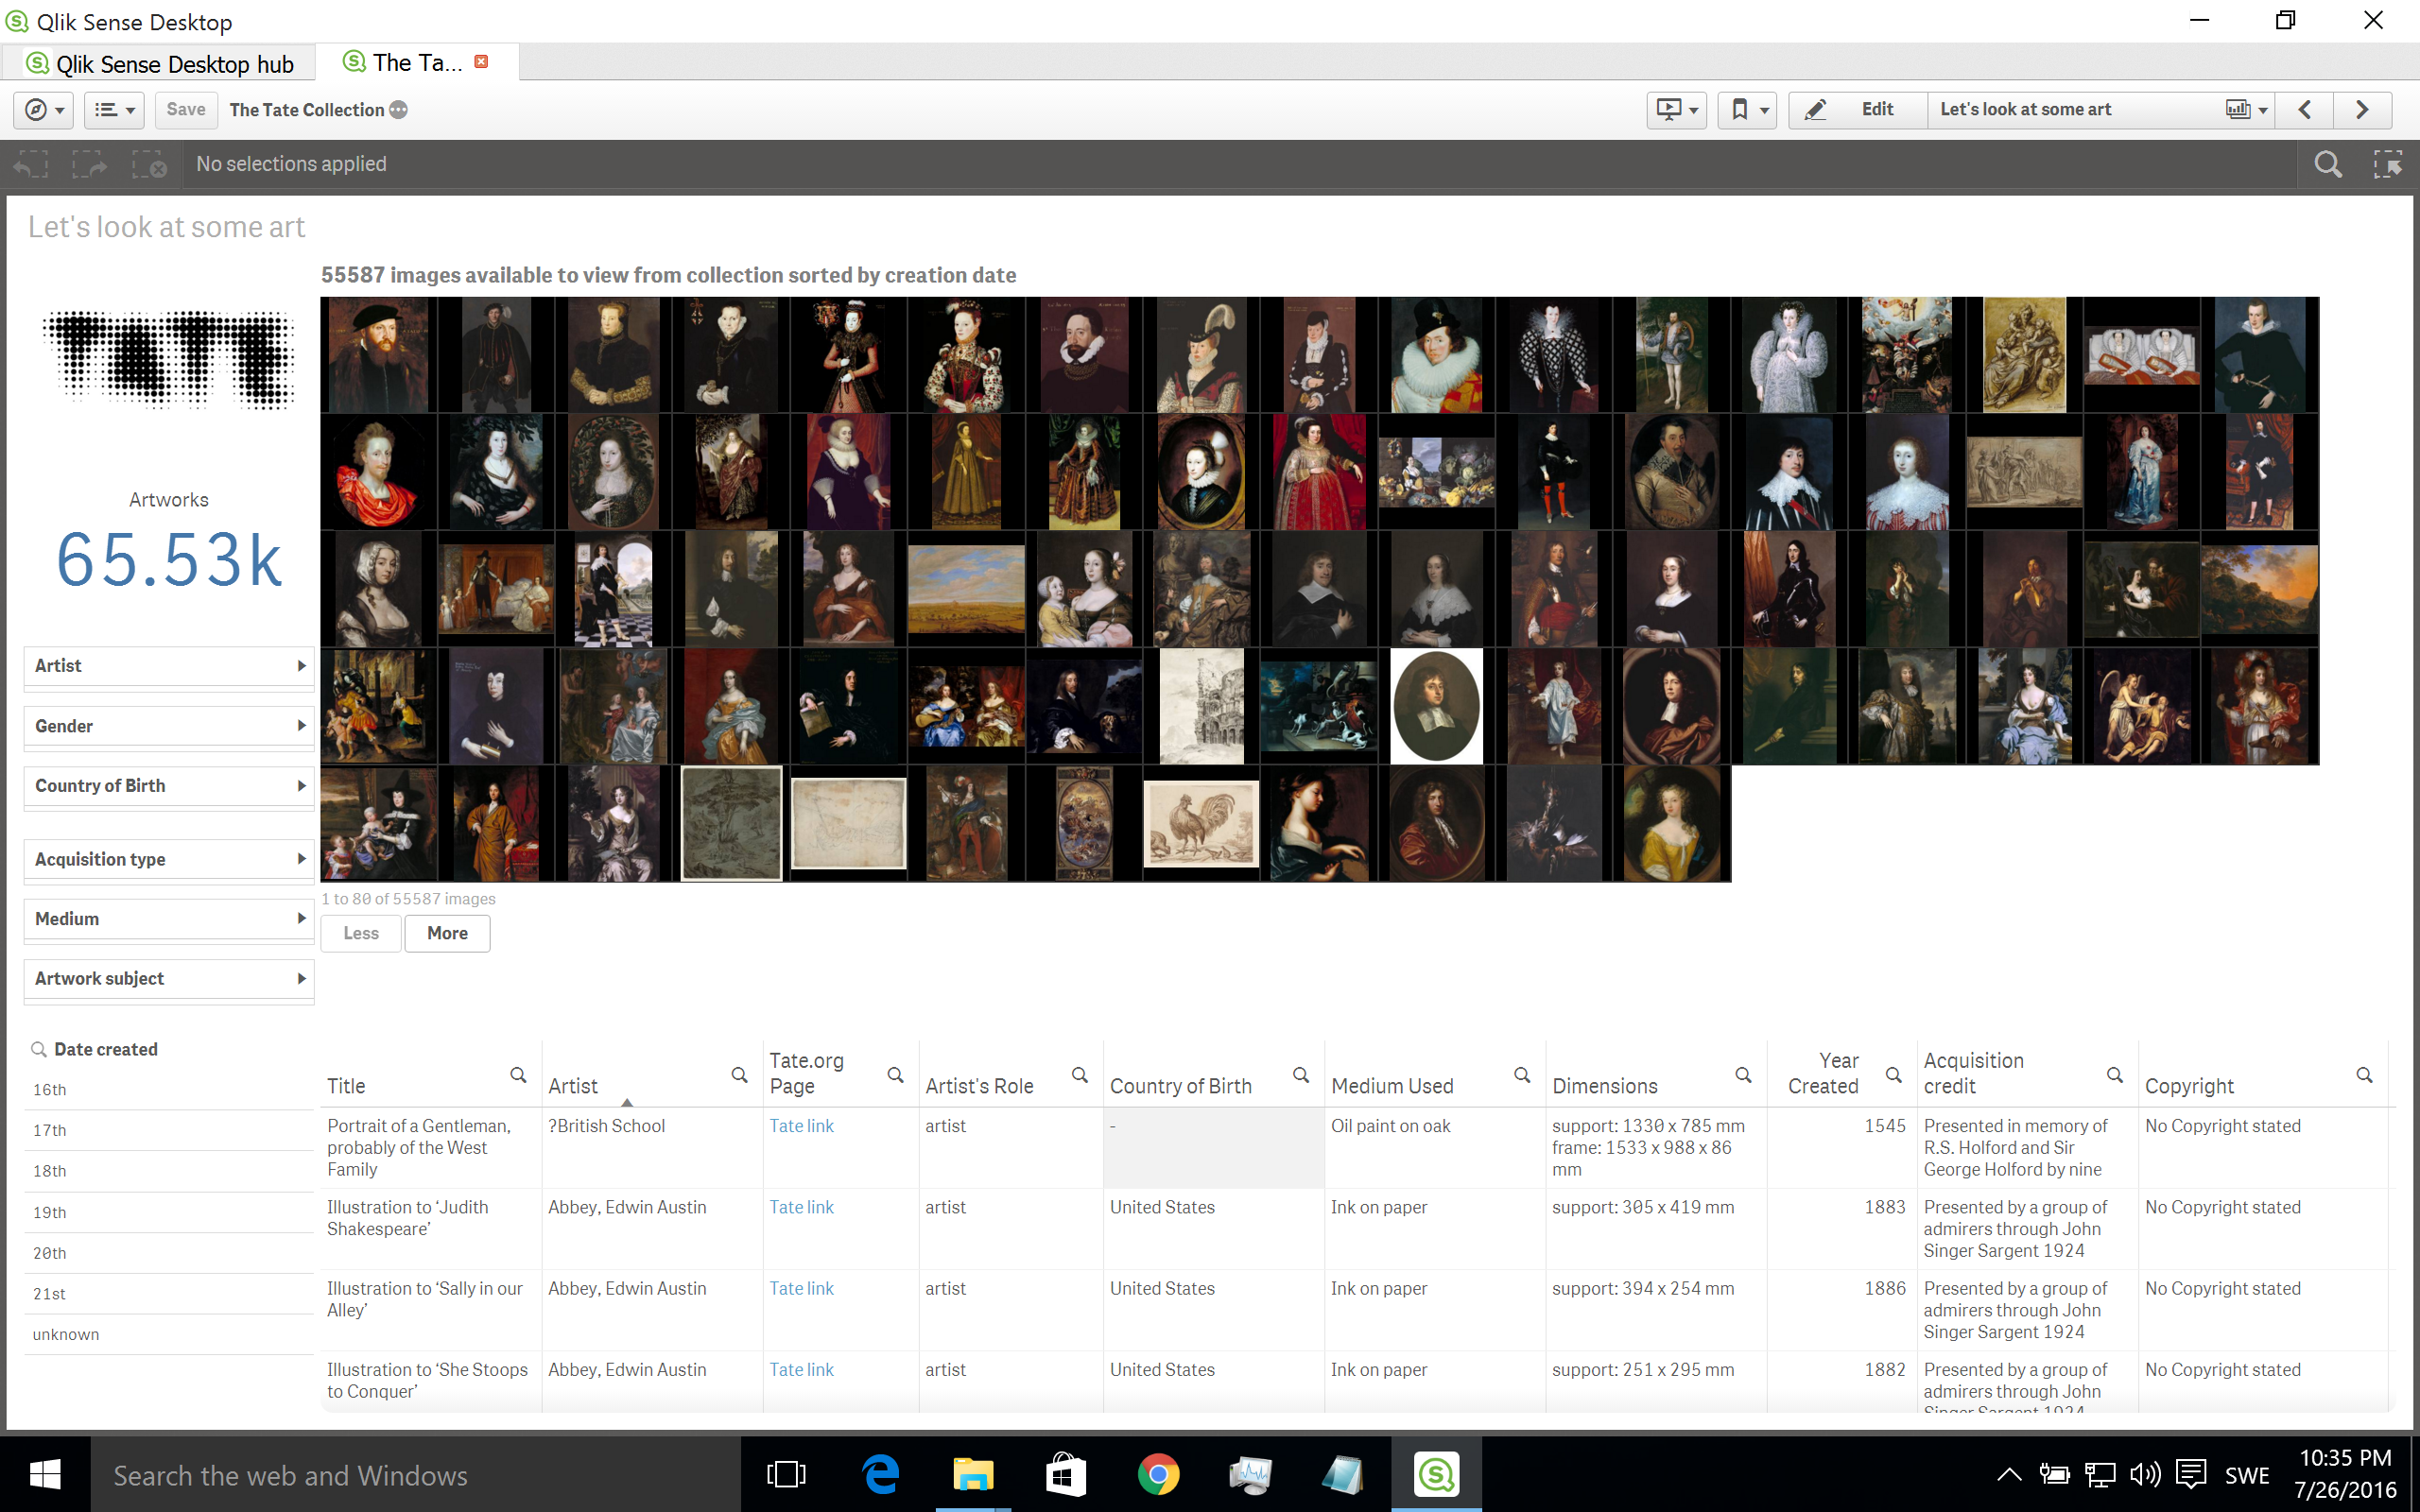 Qlik Sense Desktop
Qlik Sense Desktop hub
The Ta...
Save
The Tate Collection
Edit
Let's look at some art
No selections applied
Let's look at some art
TATE
Artworks
65.53k
Artist
Gender
Country of Birth
Acquisition type
Medium
Artwork subject
Date created
16th
17th
18th
19th
20th
21st
unknown
55587 images available to view from collection sorted by creation date
1 to 80 of 55587 images
Less
More
Title
Artist
Tate.org
Page
Artist's Role
Country of Birth
Medium Used
Dimensions
Year
Created
Acquisition
credit
Copyright
Portrait of a Gentleman,
probably of the West
Family
?British School
Tate link
artist
-
Oil paint on oak
support: 1330 x 785 mm
frame: 1533 x 988 x 86
mm
1545
Presented in memory of
R.S. Holford and Sir
George Holford by nine
No Copyright stated
Illustration to ‘Judith
Shakespeare’
Abbey, Edwin Austin
Tate link
artist
United States
Ink on paper
support: 305 x 419 mm
1883
Presented by a group of
admirers through John
Singer Sargent 1924
No Copyright stated
Illustration to ‘Sally in our
Alley’
Abbey, Edwin Austin
Tate link
artist
United States
Ink on paper
support: 394 x 254 mm
1886
Presented by a group of
admirers through John
Singer Sargent 1924
No Copyright stated
Illustration to ‘She Stoops
to Conquer’
Abbey, Edwin Austin
Tate link
artist
United States
Ink on paper
support: 251 x 295 mm
1882
Presented by a group of
admirers through John
Singer Sargent 1924
No Copyright stated
Search the web and Windows
SWE
10:35 PM
7/26/2016